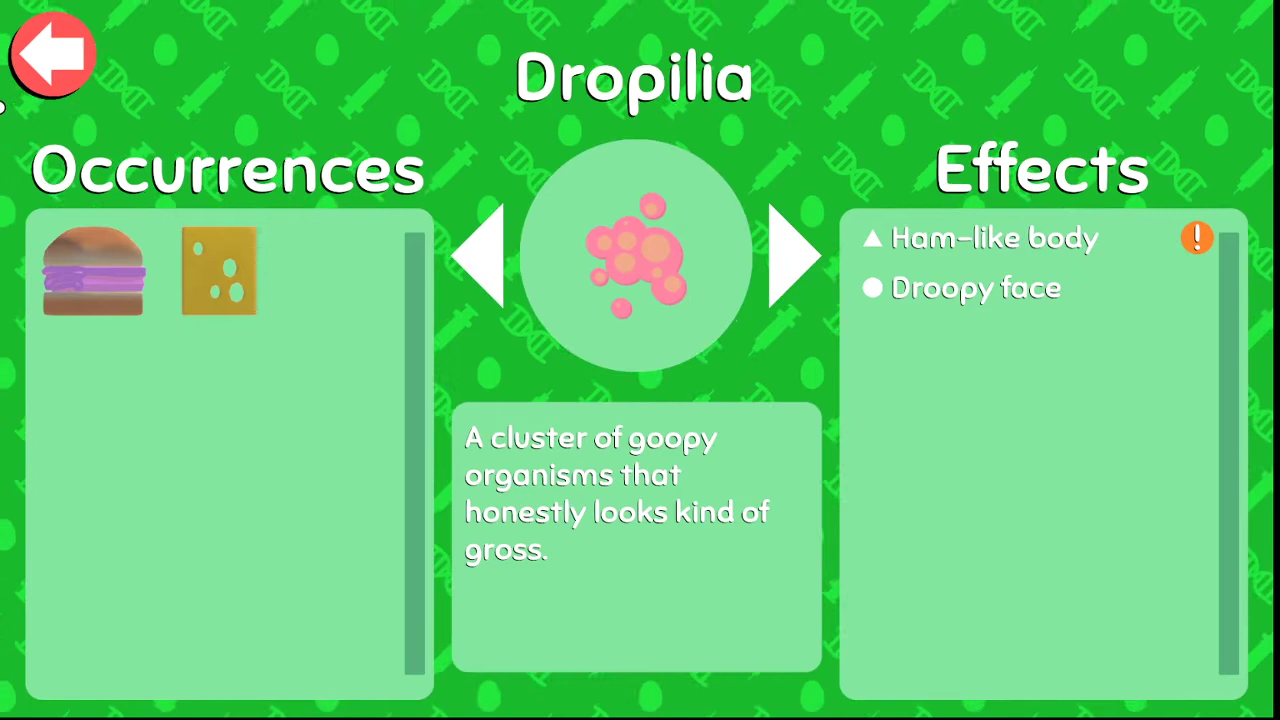 Dropilia
Occurrences
Effects
Ham-like body
!
Droopy face
A cluster of goopy
organisms that
honestly looks kind of
gross.